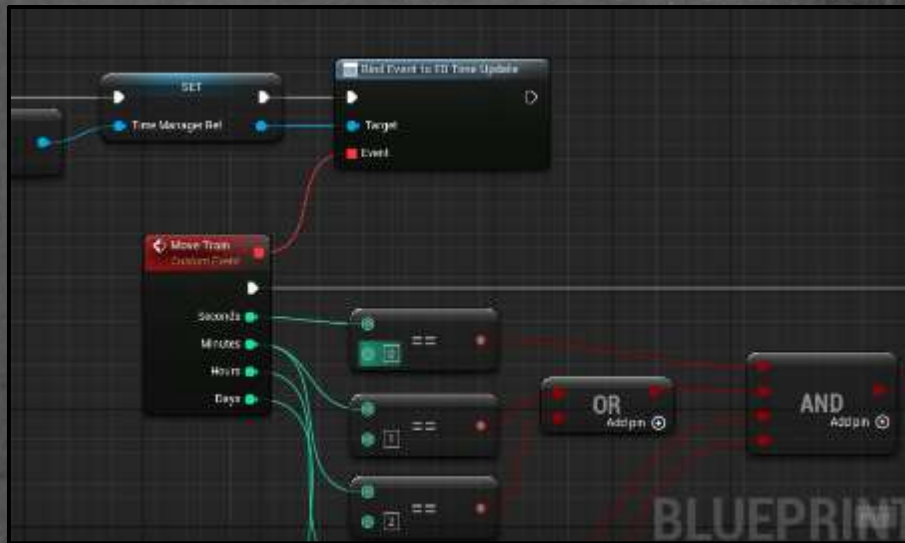 SET
Time Manager Ref
Bind Event to ED Time Update
Target
Event
Move Train
Custom Event
Seconds
Minutes
Hours
Days
0
==
1
==
2
==
OR
Add pin
AND
Add pin
BLUEPRINT